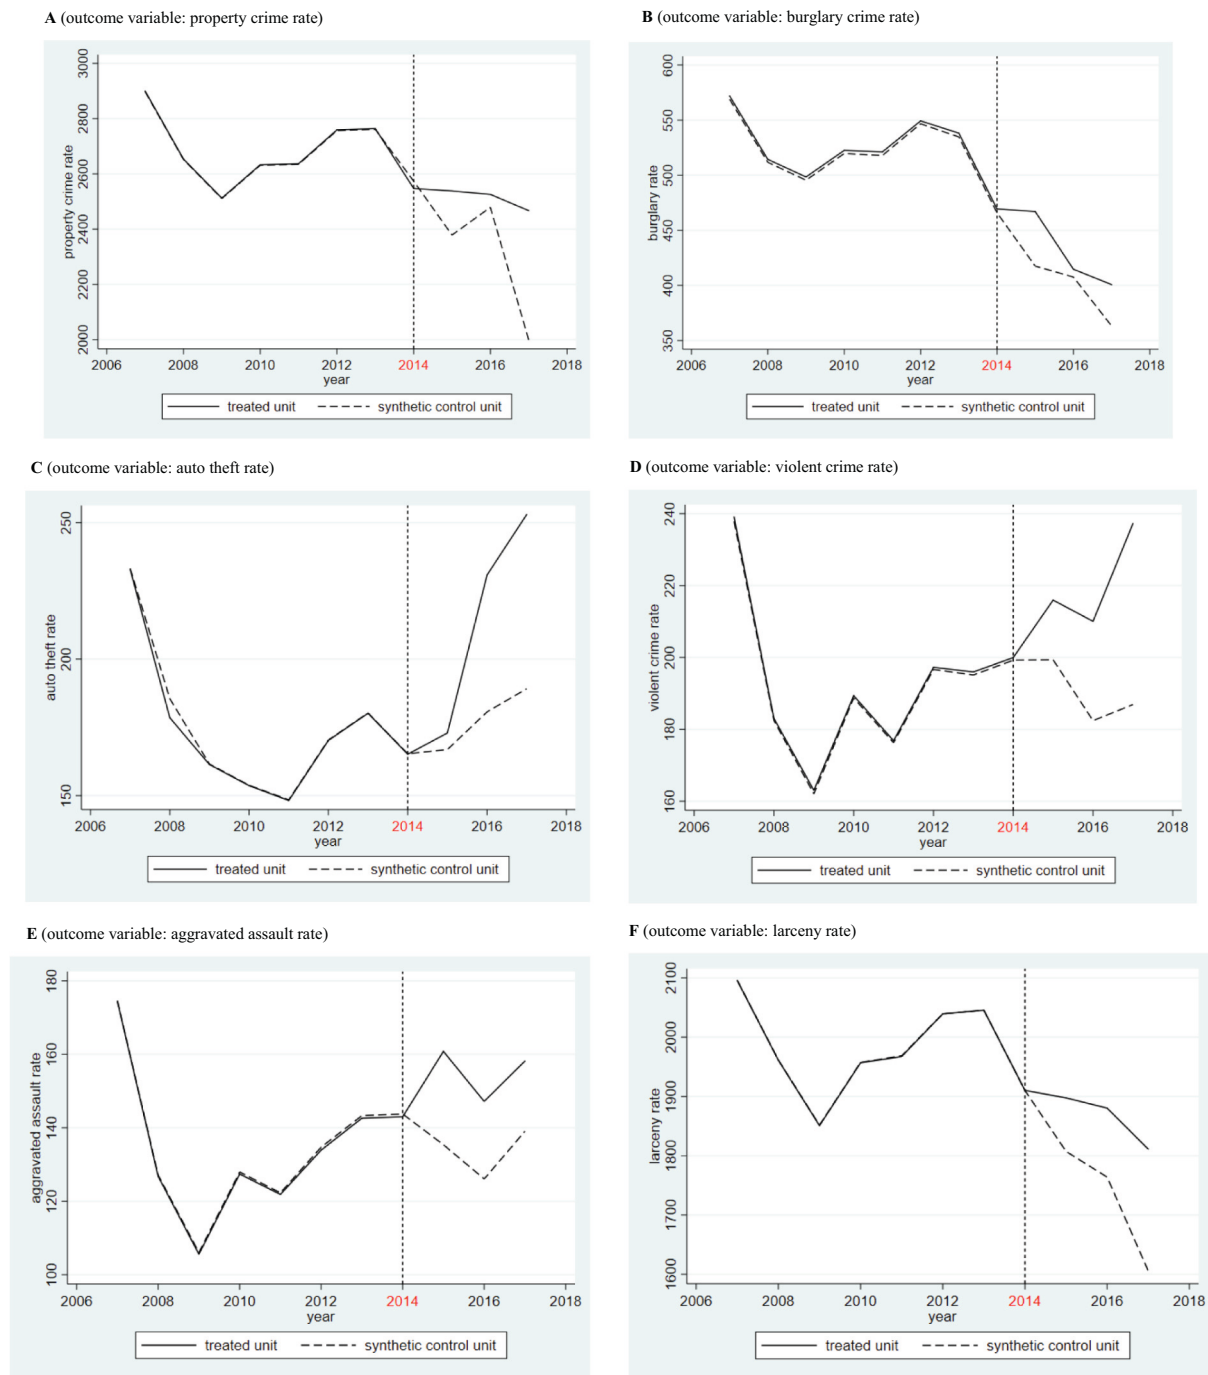 A (outcome variable: property crime rate)
3000
2800
2600
2400
2200
2000
property crime rate
2006 2008 2010 2012 2014 2016 2018
year
treated unit synthetic control unit
B (outcome variable: burglary crime rate)
600
550
500
450
400
350
burglary rate
2006 2008 2010 2012 2014 2016 2018
year
treated unit synthetic control unit
C (outcome variable: auto theft rate)
250
200
150
auto theft rate
2006 2008 2010 2012 2014 2016 2018
year
treated unit synthetic control unit
D (outcome variable: violent crime rate)
240
220
200
180
160
violent crime rate
2006 2008 2010 2012 2014 2016 2018
year
treated unit synthetic control unit
E (outcome variable: aggravated assault rate)
180
160
140
120
100
aggravated assault rate
2006 2008 2010 2012 2014 2016 2018
year
treated unit synthetic control unit
F (outcome variable: larceny rate)
2100
2000
1900
1800
1700
1600
larceny rate
2006 2008 2010 2012 2014 2016 2018
year
treated unit synthetic control unit